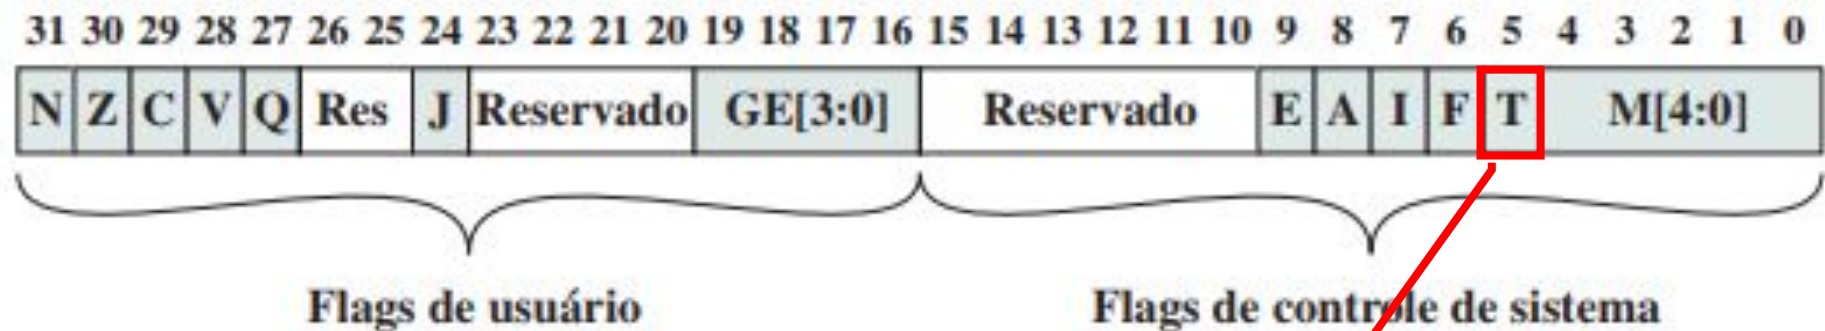 31 30 29 28 27 26 25 24 23 22 21 20 19 18 17 16 15 14 13 12 11 10 9 8 7 6 5 4 3 2 1 0
N Z C V Q Res J Reservado GE[3:0] Reservado E A I F T M[4:0]
Flags de usuário Flags de controle de sistema